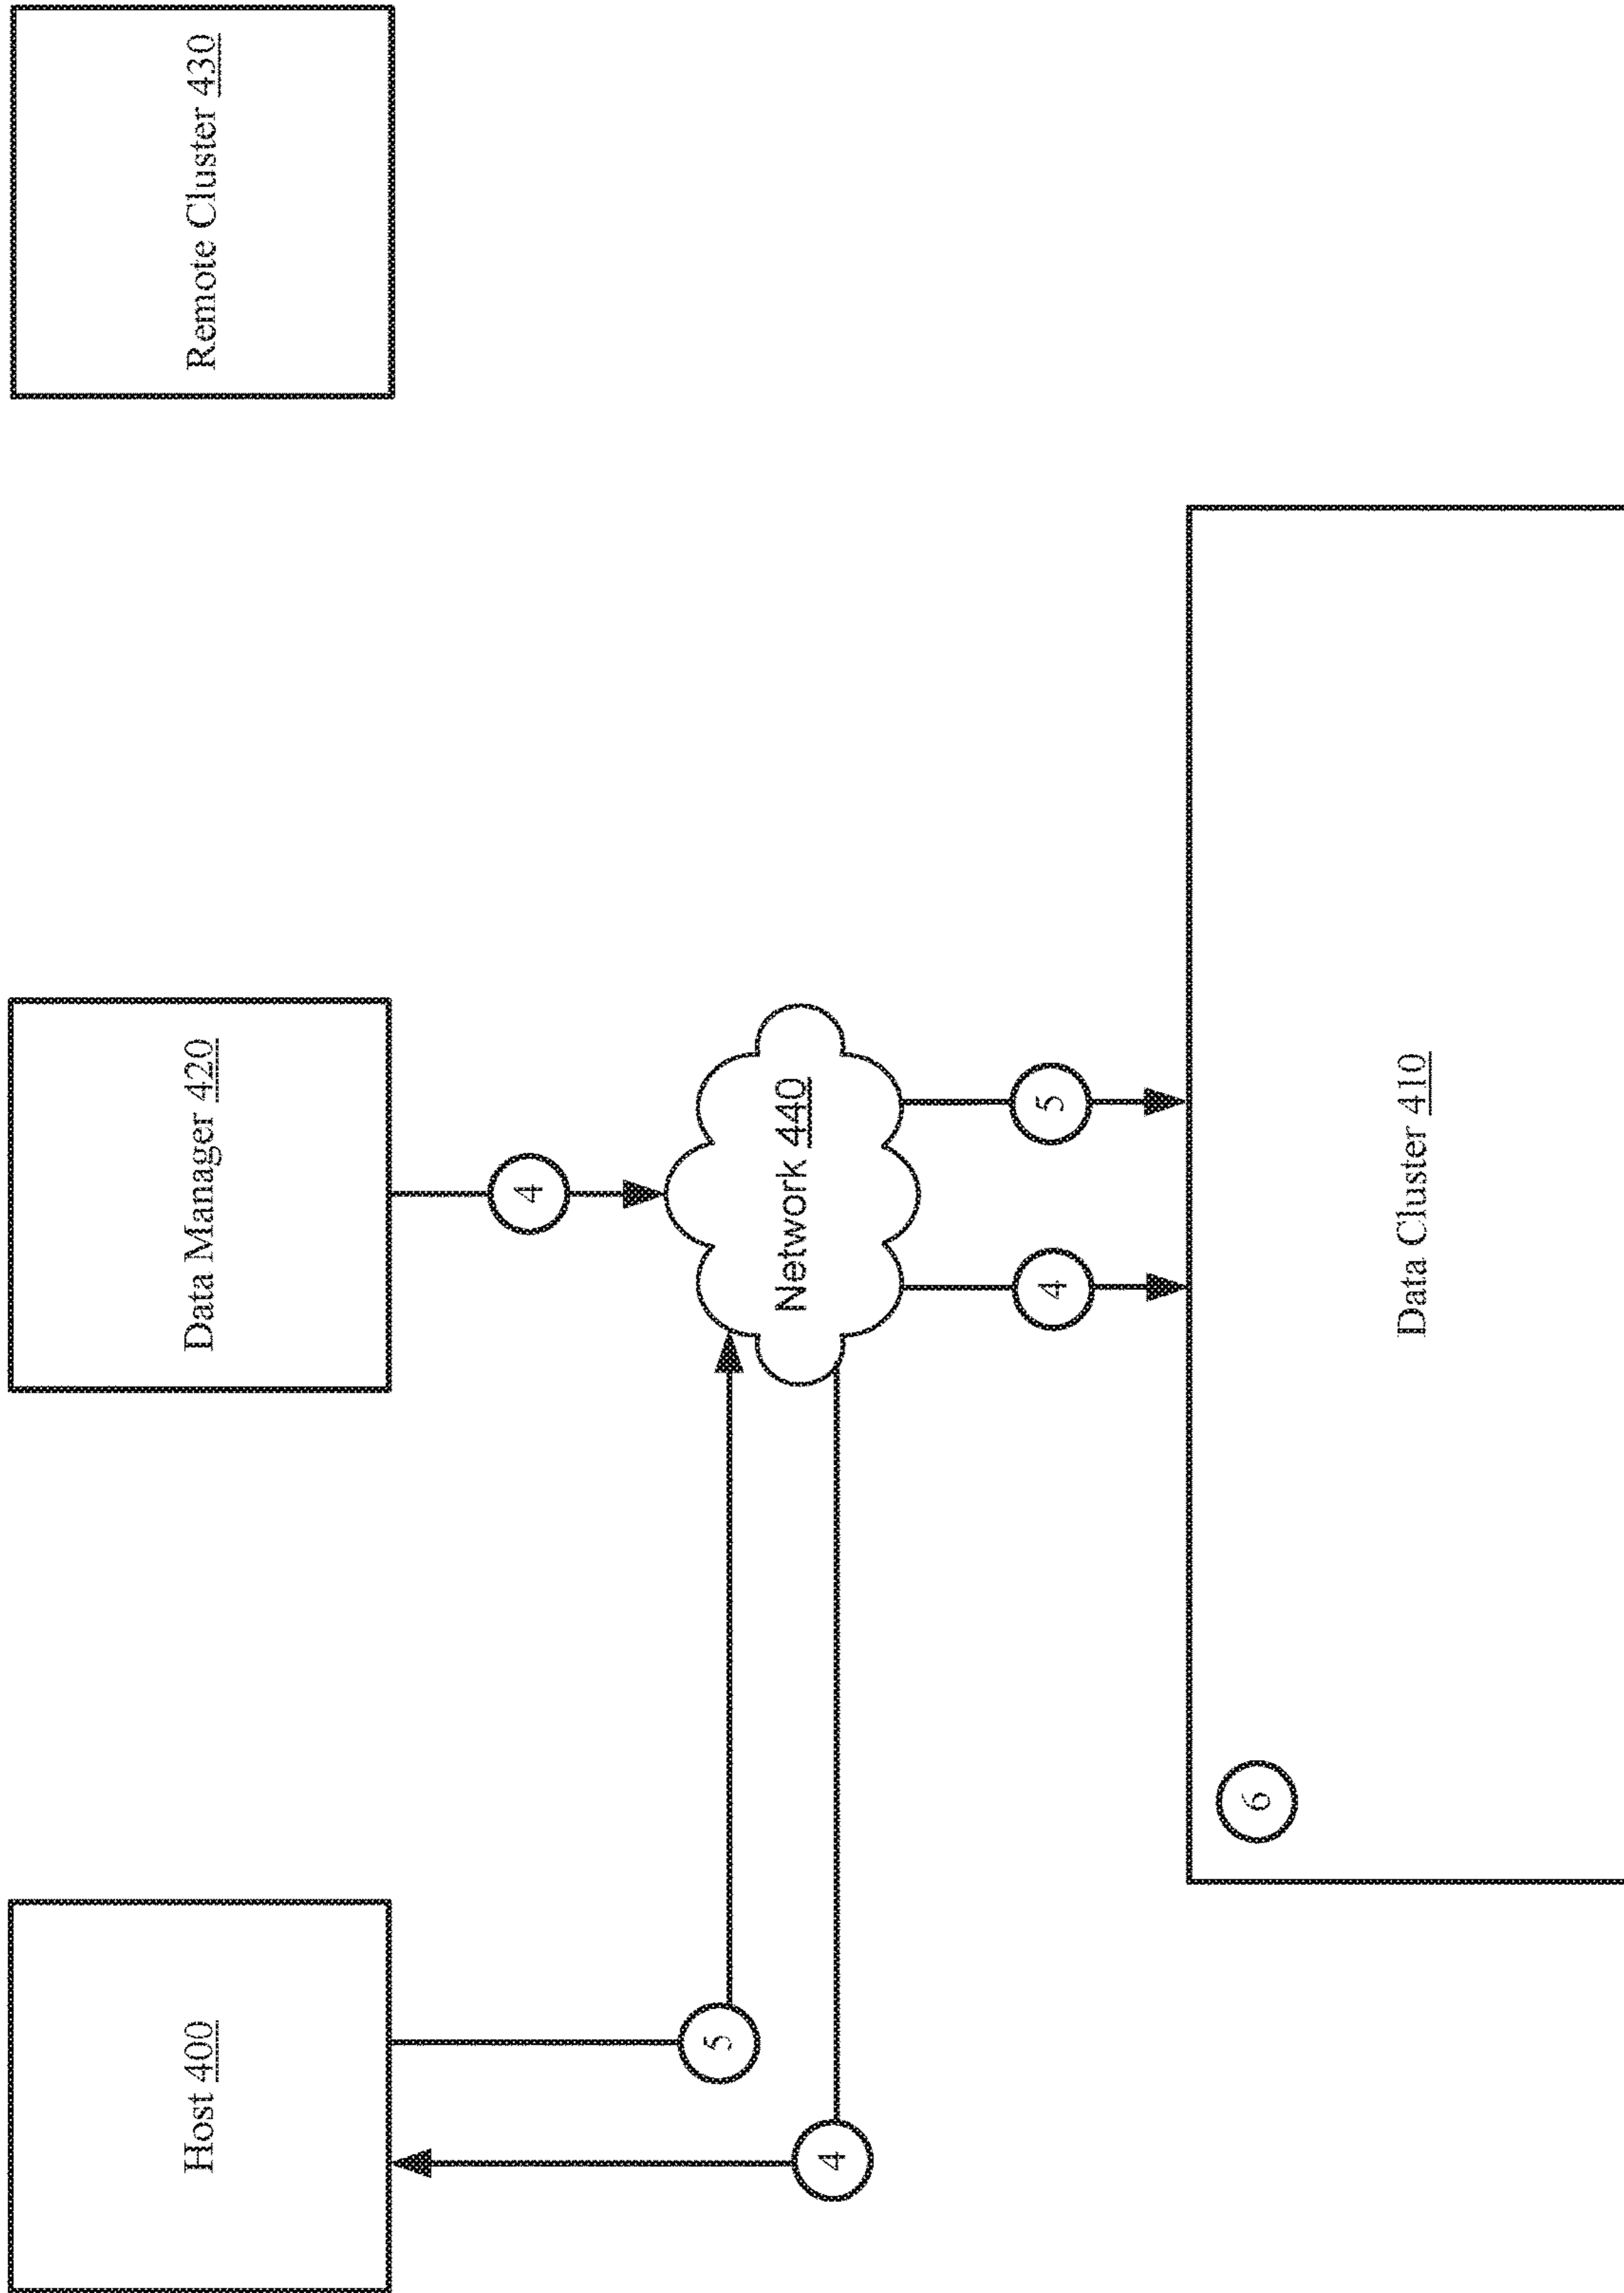 Host 400
Data Manager 420
Remote Cluster 430
4
5
4
Network 440
4
5
6
Data Cluster 410